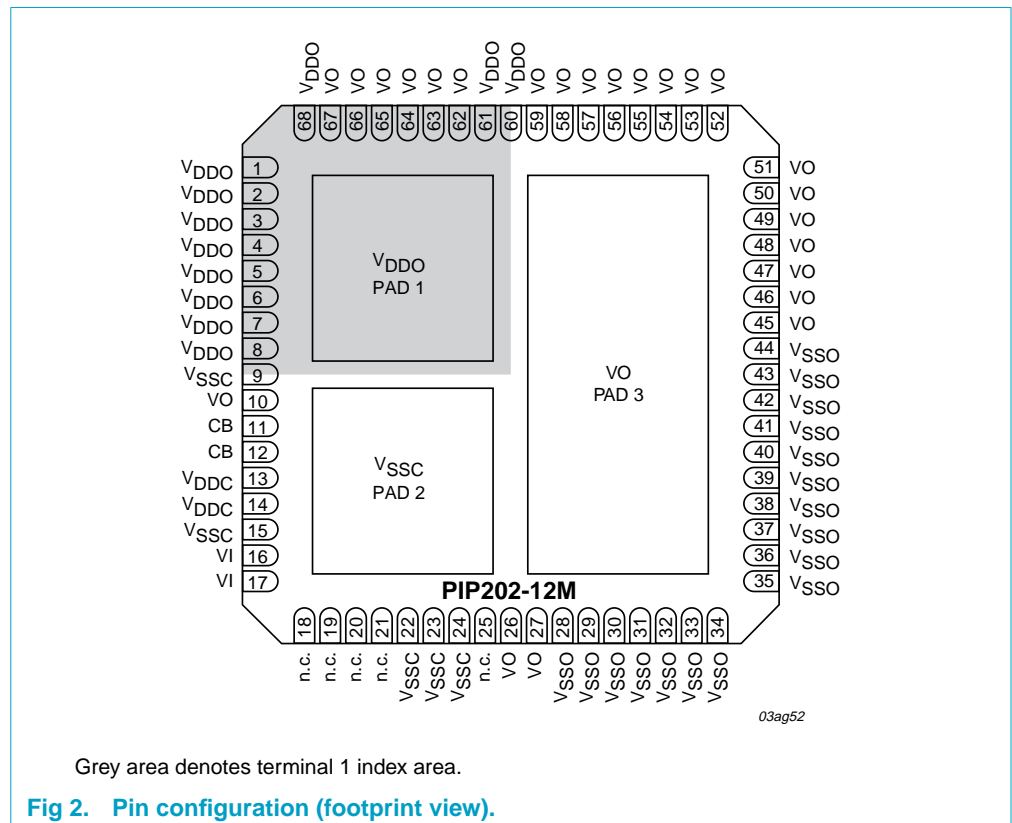 VDDO VO VO VO VO VO VO VDDO VDDO VO VO VO VO VO VO VO VO
68 67 66 65 64 63 62 61 60 59 58 57 56 55 54 53 52
VDDO 1
VDDO 2
VDDO 3
VDDO 4
VDDO 5
VDDO 6
VDDO 7
VDDO 8
VSSC 9
VO 10
CB 11
CB 12
VDDC 13
VDDC 14
VSSC 15
VI 16
VI 17
VDDO
PAD 1
VSSC
PAD 2
VO
PAD 3
51 VO
50 VO
49 VO
48 VO
47 VO
46 VO
45 VO
44 VSSO
43 VSSO
42 VSSO
41 VSSO
40 VSSO
39 VSSO
38 VSSO
37 VSSO
36 VSSO
35 VSSO
PIP202-12M
18 19 20 21 22 23 24 25 26 27 28 29 30 31 32 33 34
n.c. n.c. n.c. n.c. VSSC VSSC VSSC n.c. VO VO VSSO VSSO VSSO VSSO VSSO VSSO VSSO
03ag52
Grey area denotes terminal 1 index area.
Fig 2. Pin configuration (footprint view).